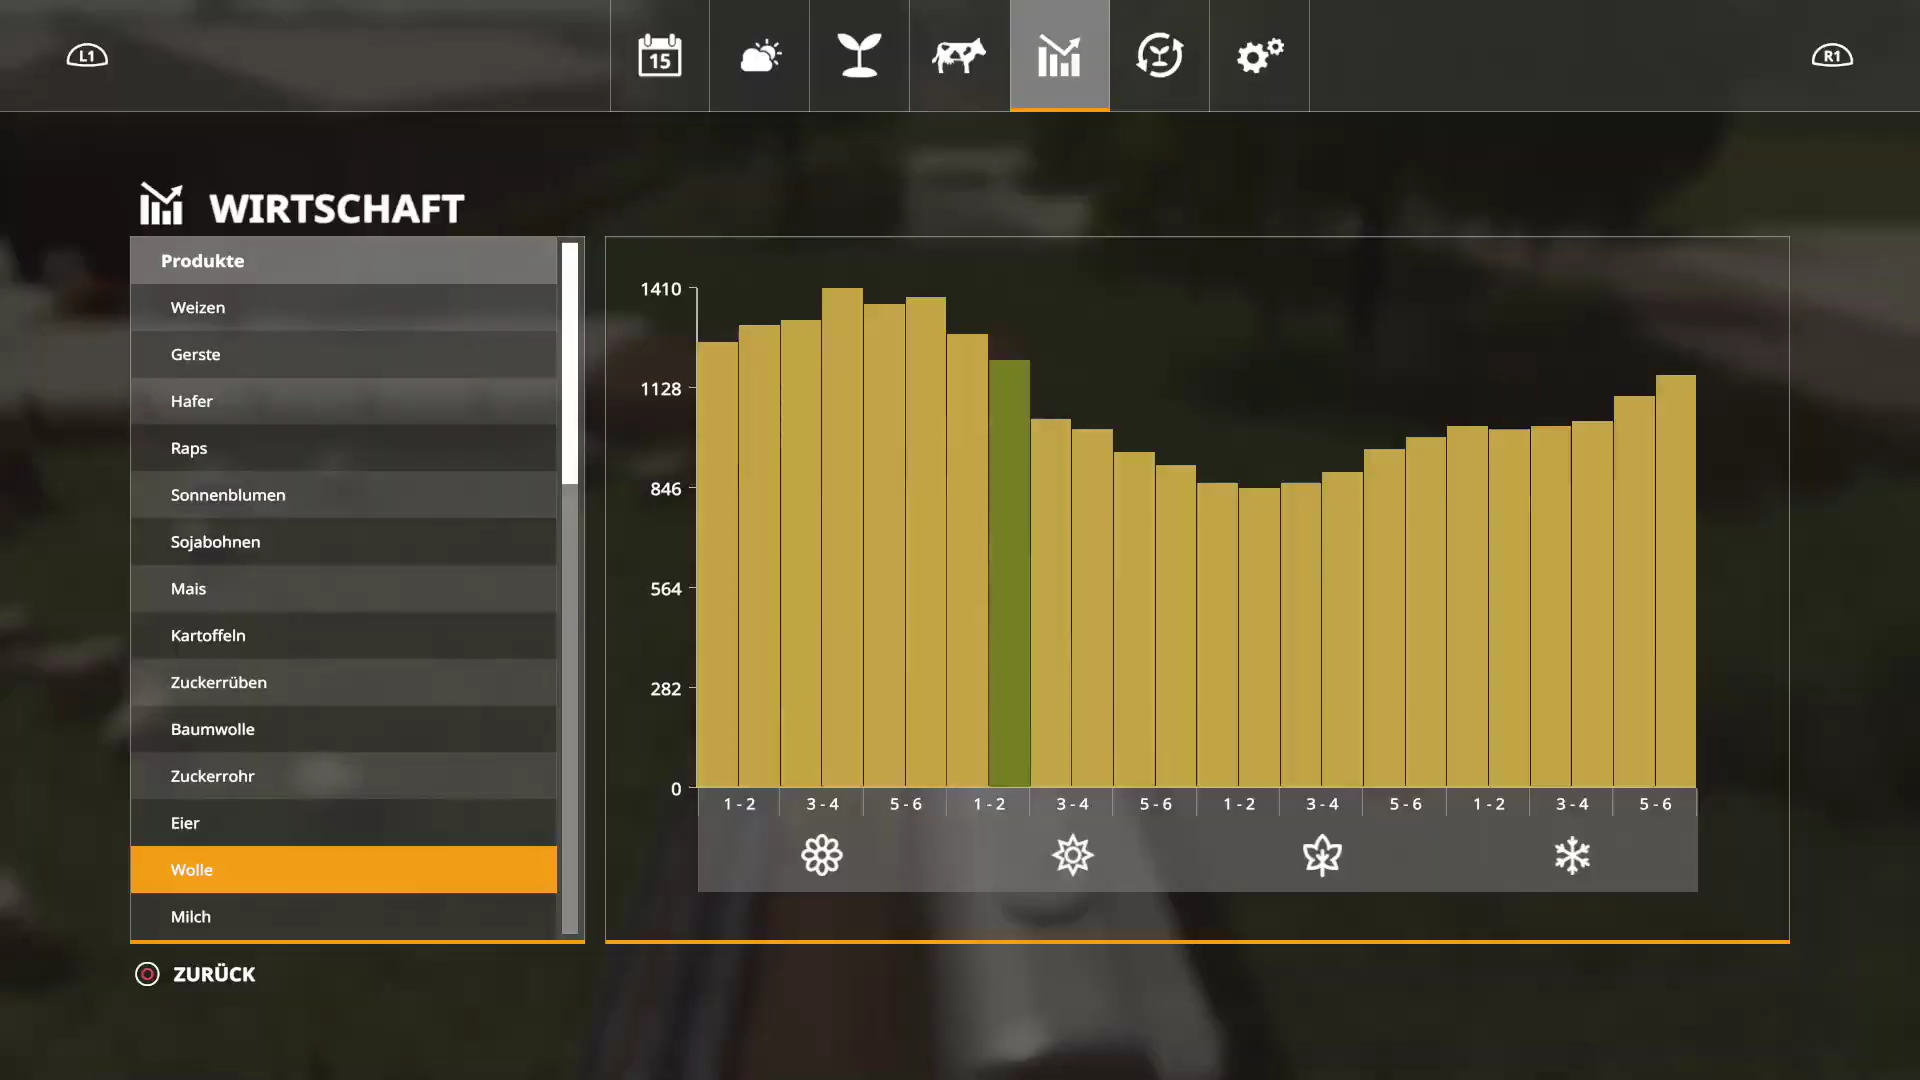 L1
15
R1
WIRTSCHAFT
Produkte
Weizen
Gerste
Hafer
Raps
Sonnenblumen
Sojabohnen
Mais
Kartoffeln
Zuckerrüben
Baumwolle
Zuckerrohr
Eier
Wolle
Milch
1410
1128
846
564
282
0
1 - 2 3 - 4 5 - 6 1 - 2 3 - 4 5 - 6 1 - 2 3 - 4 5 - 6 1 - 2 3 - 4 5 - 6
ZURÜCK